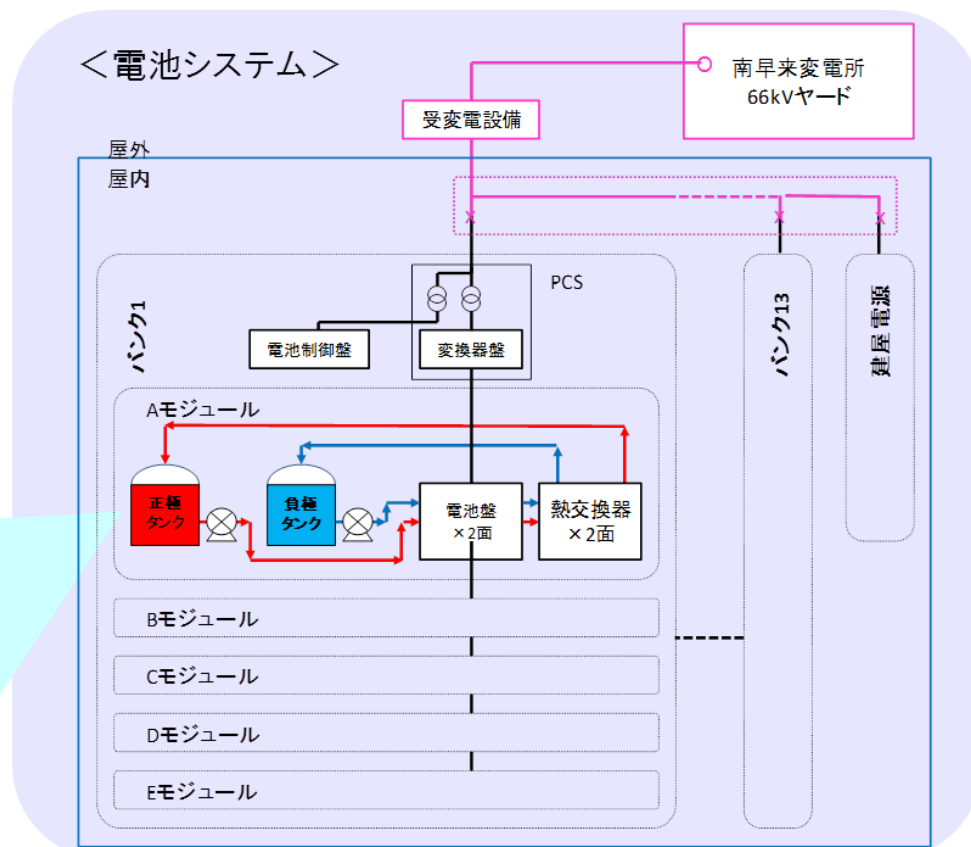 ＜電池システム＞
南早来変電所
66kVヤード
受変電設備
屋外
屋内
PCS
バンク1
電池制御盤
変換器盤
バンク13
建屋電源
Aモジュール
正極
タンク
負極
タンク
電池盤
×2面
熱交換器
×2面
Bモジュール
Cモジュール
Dモジュール
Eモジュール